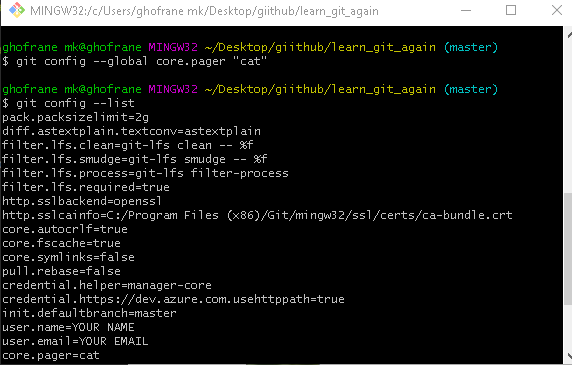 MINGW32:/c/Users/ghofrane mk/Desktop/giithub/learn_git_again
ghofrane mk@ghofrane MINGW32 ~/Desktop/giithub/learn_git_again (master)
$ git config --global core.pager "cat"
ghofrane mk@ghofrane MINGW32 ~/Desktop/giithub/learn_git_again (master)
$ git config --list
pack.packsizelimit=2g
diff.astextplain.textconv=astextplain
filter.lfs.clean=git-lfs clean -- %f
filter.lfs.smudge=git-lfs smudge -- %f
filter.lfs.process=git-lfs filter-process
filter.lfs.required=true
http.sslbackend=openssl
http.sslcainfo=C:/Program Files (x86)/Git/mingw32/ssl/certs/ca-bundle.crt
core.autocrlf=true
core.fscache=true
core.symlinks=false
pull.rebase=false
credential.helper=manager-core
credential.https://dev.azure.com.usehttppath=true
init.defaultbranch=master
user.name=YOUR NAME
user.email=YOUR EMAIL
core.pager=cat